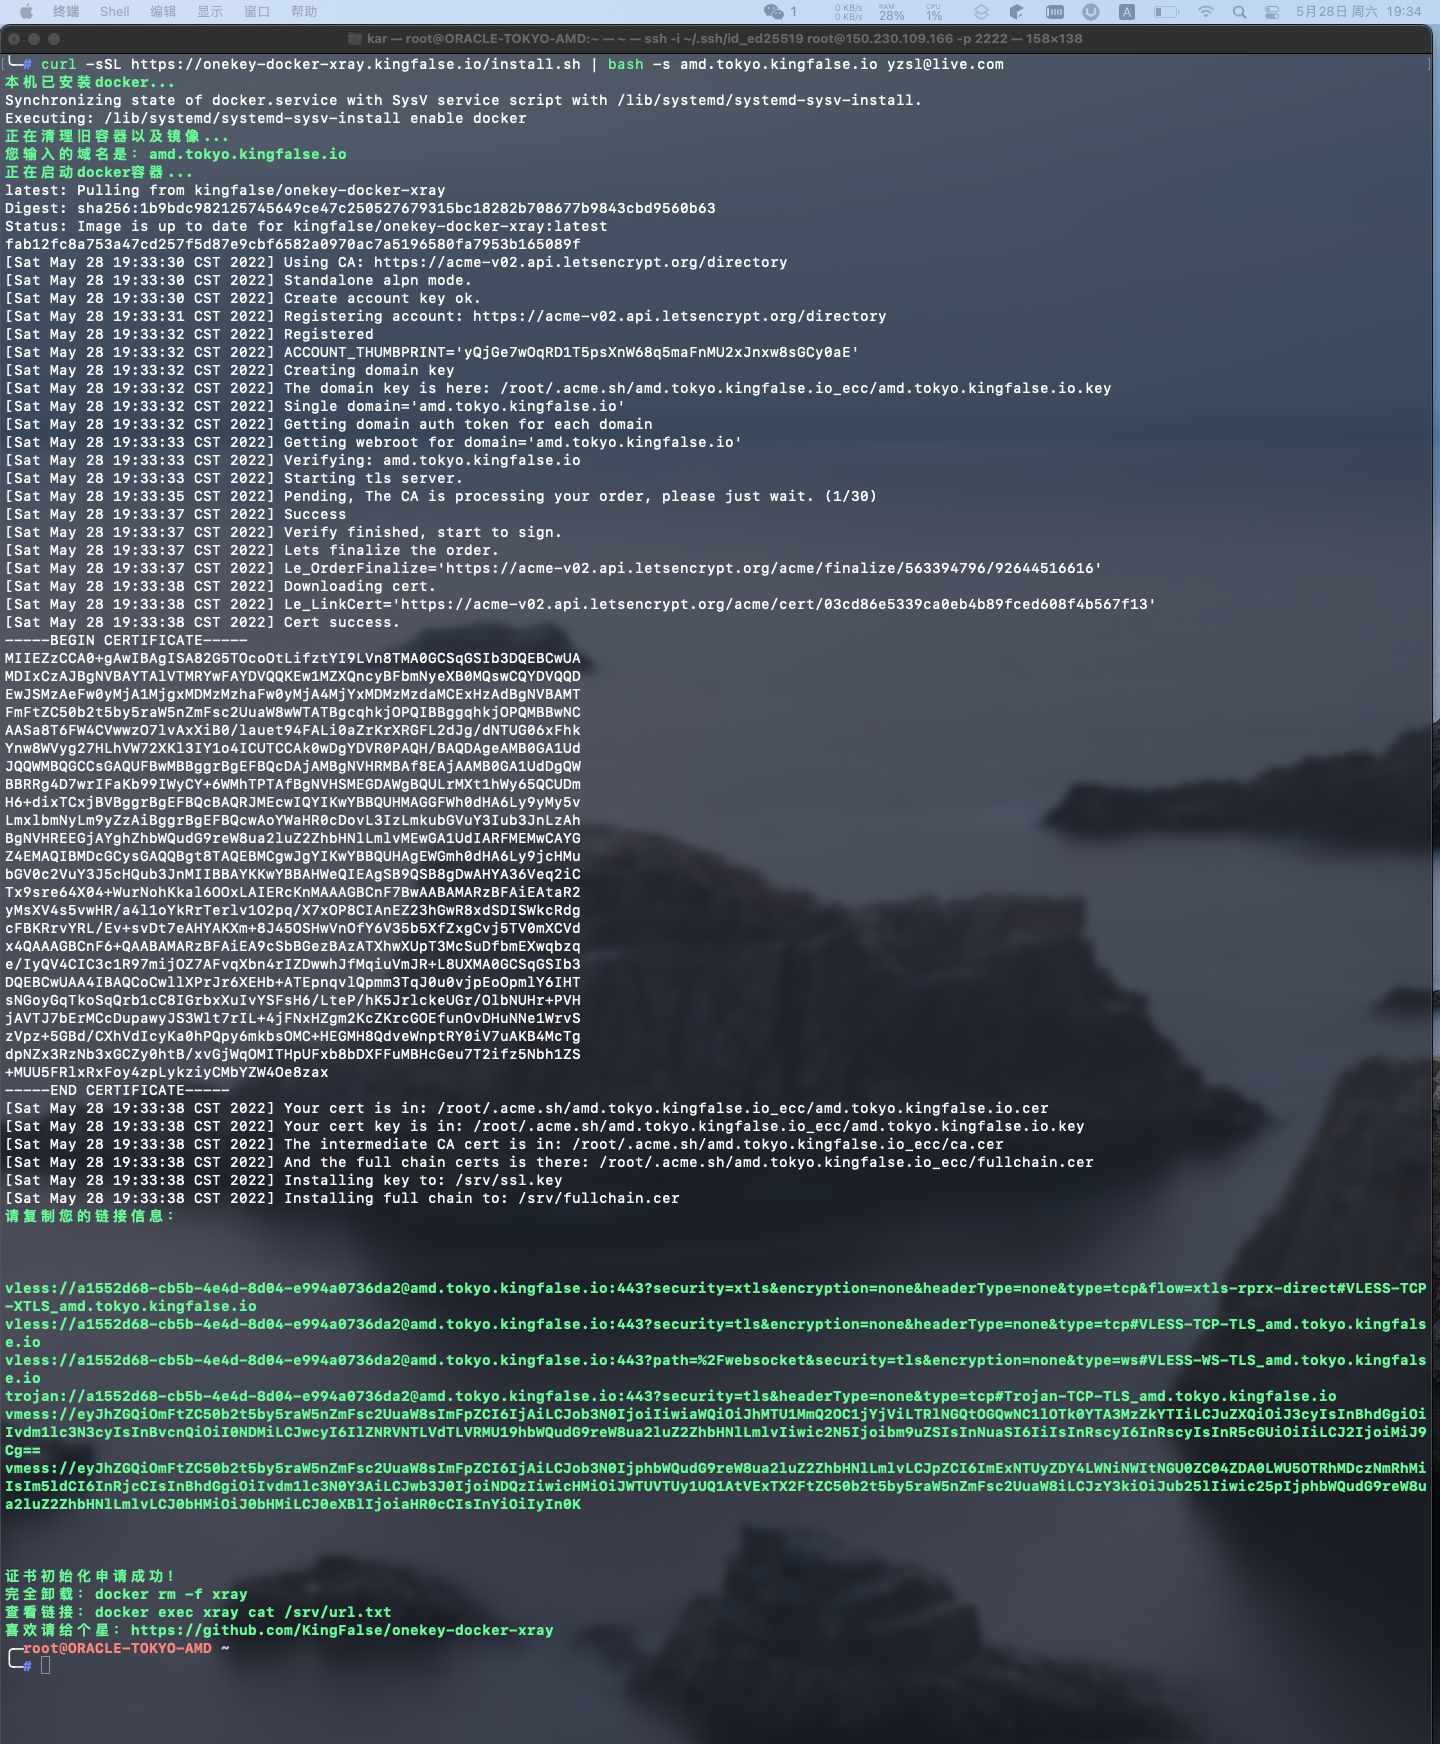 终端 Shell 编辑 显示 窗口 帮助 1 0 KB/s 0 KB/s RAM 28% CPU 1% A 5月28日 周六 19:34
kar — root@ORACLE-TOKYO-AMD:~ — ~ — ssh -i ~/.ssh/id_ed25519 root@150.230.109.166 -p 2222 — 158×138
# curl -sSL https://onekey-docker-xray.kingfalse.io/install.sh | bash -s amd.tokyo.kingfalse.io yzsl@live.com
本机已安装docker...
Synchronizing state of docker.service with SysV service script with /lib/systemd/systemd-sysv-install.
Executing: /lib/systemd/systemd-sysv-install enable docker
正在清理旧容器以及镜像...
您输入的域名是：amd.tokyo.kingfalse.io
正在启动docker容器...
latest: Pulling from kingfalse/onekey-docker-xray
Digest: sha256:1b9bdc982125745649ce47c250527679315bc18282b708677b9843cbd9560b63
Status: Image is up to date for kingfalse/onekey-docker-xray:latest
fab12fc8a753a47cd257f5d87e9cbf6582a0970ac7a5196580fa7953b165089f
[Sat May 28 19:33:30 CST 2022] Using CA: https://acme-v02.api.letsencrypt.org/directory
[Sat May 28 19:33:30 CST 2022] Standalone alpn mode.
[Sat May 28 19:33:30 CST 2022] Create account key ok.
[Sat May 28 19:33:31 CST 2022] Registering account: https://acme-v02.api.letsencrypt.org/directory
[Sat May 28 19:33:32 CST 2022] Registered
[Sat May 28 19:33:32 CST 2022] ACCOUNT_THUMBPRINT='yQjGe7wOqRD1T5psXnW68q5maFnMU2xJnxw8sGCy0aE'
[Sat May 28 19:33:32 CST 2022] Creating domain key
[Sat May 28 19:33:32 CST 2022] The domain key is here: /root/.acme.sh/amd.tokyo.kingfalse.io_ecc/amd.tokyo.kingfalse.io.key
[Sat May 28 19:33:32 CST 2022] Single domain='amd.tokyo.kingfalse.io'
[Sat May 28 19:33:32 CST 2022] Getting domain auth token for each domain
[Sat May 28 19:33:33 CST 2022] Getting webroot for domain='amd.tokyo.kingfalse.io'
[Sat May 28 19:33:33 CST 2022] Verifying: amd.tokyo.kingfalse.io
[Sat May 28 19:33:33 CST 2022] Starting tls server.
[Sat May 28 19:33:35 CST 2022] Pending, The CA is processing your order, please just wait. (1/30)
[Sat May 28 19:33:37 CST 2022] Success
[Sat May 28 19:33:37 CST 2022] Verify finished, start to sign.
[Sat May 28 19:33:37 CST 2022] Lets finalize the order.
[Sat May 28 19:33:37 CST 2022] Le_OrderFinalize='https://acme-v02.api.letsencrypt.org/acme/finalize/563394796/92644516616'
[Sat May 28 19:33:38 CST 2022] Downloading cert.
[Sat May 28 19:33:38 CST 2022] Le_LinkCert='https://acme-v02.api.letsencrypt.org/acme/cert/03cd86e5339ca0eb4b89fced608f4b567f13'
[Sat May 28 19:33:38 CST 2022] Cert success.
-----BEGIN CERTIFICATE-----
MIIEZzCCA0+gAwIBAgISA82G5TOcoOtLifztYI9LVn8TMA0GCSqGSIb3DQEBCwUA
MDIxCzAJBgNVBAYTAlVTMRYwFAYDVQQKEw1MZXQncyBFbmNyeXB0MQswCQYDVQQD
EwJSMzAeFw0yMjA1MjgxMDMzMzhaFw0yMjA4MjYxMDMzMzdaMCExHzAdBgNVBAMT
FmFtZC50b2t5by5raW5nZmFsc2UuaW8wWTATBgcqhkjOPQIBBggqhkjOPQMBBwNC
AASa8T6FW4CVwwzO7lvAxXiB0/lauet94FALi0aZrKrXRGFL2dJg/dNTUG06xFhk
Ynw8WVyg27HLhVW72XKl3IY1o4ICUTCCAk0wDgYDVR0PAQH/BAQDAgeAMB0GA1Ud
JQQWMBQGCCsGAQUFBwMBBggrBgEFBQcDAjAMBgNVHRMBAf8EAjAAMB0GA1UdDgQW
BBRRg4D7wrIFaKb99IWyCY+6WMhTPTAfBgNVHSMEGDAWgBQULrMXt1hWy65QCUDm
H6+dixTCxjBVBggrBgEFBQcBAQRJMEcwIQYIKwYBBQUHMAGGFWh0dHA6Ly9yMy5v
LmxlbmNyLm9yZzAiBggrBgEFBQcwAoYWaHR0cDovL3IzLmkubGVuY3Iub3JnLzAh
BgNVHREEGjAYghZhbWQudG9reW8ua2luZ2ZhbHNlLmlvMEwGA1UdIARFMEMwCAYG
Z4EMAQIBMDcGCysGAQQBgt8TAQEBMCgwJgYIKwYBBQUHAgEWGmh0dHA6Ly9jcHMu
bGV0c2VuY3J5cHQub3JnMIIBBAYKKwYBBAHWeQIEAgSB9QSB8gDwAHYA36Veq2iC
Tx9sre64X04+WurNohKkal6OOxLAIERcKnMAAAGBCnF7BwAABAMARzBFAiEAtaR2
yMsXV4s5vwHR/a4l1oYkRrTerlv1O2pq/X7xOP8CIAnEZ23hGwR8xdSDISWkcRdg
cFBKRrvYRL/Ev+svDt7eAHYAKXm+8J45OSHwVnOfY6V35b5XfZxgCvj5TV0mXCVd
x4QAAAGBCnF6+QAABAMARzBFAiEA9cSbBGezBAzATXhwXUpT3McSuDfbmEXwqbzq
e/IyQV4CIC3c1R97mijOZ7AFvqXbn4rIZDwwhJfMqiuVmJR+L8UXMA0GCSqGSIb3
DQEBCwUAA4IBAQCoCwllXPrJr6XEHb+ATEpnqvlQpmm3TqJ0u0vjpEoOpmlY6IHT
sNGoyGqTkoSqQrb1cC8IGrbxXuIvYSFsH6/LteP/hK5JrlckeUGr/OlbNUHr+PVH
jAVTJ7bErMCcDupawyJS3Wlt7rIL+4jFNxHZgm2KcZKrcGOEfunOvDHuNNe1WrvS
zVpz+5GBd/CXhVdIcyKa0hPQpy6mkbsOMC+HEGMH8QdveWnptRY0iV7uAKB4McTg
dpNZx3RzNb3xGCZy0htB/xvGjWqOMITHpUFxb8bDXFFuMBHcGeu7T2ifz5Nbh1ZS
+MUU5FRlxRxFoy4zpLykziyCMbYZW4Oe8zax
-----END CERTIFICATE-----
[Sat May 28 19:33:38 CST 2022] Your cert is in: /root/.acme.sh/amd.tokyo.kingfalse.io_ecc/amd.tokyo.kingfalse.io.cer
[Sat May 28 19:33:38 CST 2022] Your cert key is in: /root/.acme.sh/amd.tokyo.kingfalse.io_ecc/amd.tokyo.kingfalse.io.key
[Sat May 28 19:33:38 CST 2022] The intermediate CA cert is in: /root/.acme.sh/amd.tokyo.kingfalse.io_ecc/ca.cer
[Sat May 28 19:33:38 CST 2022] And the full chain certs is there: /root/.acme.sh/amd.tokyo.kingfalse.io_ecc/fullchain.cer
[Sat May 28 19:33:38 CST 2022] Installing key to: /srv/ssl.key
[Sat May 28 19:33:38 CST 2022] Installing full chain to: /srv/fullchain.cer
请复制您的链接信息：
vless://a1552d68-cb5b-4e4d-8d04-e994a0736da2@amd.tokyo.kingfalse.io:443?security=xtls&encryption=none&headerType=none&type=tcp&flow=xtls-rprx-direct#VLESS-TCP
-XTLS_amd.tokyo.kingfalse.io
vless://a1552d68-cb5b-4e4d-8d04-e994a0736da2@amd.tokyo.kingfalse.io:443?security=tls&encryption=none&headerType=none&type=tcp#VLESS-TCP-TLS_amd.tokyo.kingfals
e.io
vless://a1552d68-cb5b-4e4d-8d04-e994a0736da2@amd.tokyo.kingfalse.io:443?path=%2Fwebsocket&security=tls&encryption=none&type=ws#VLESS-WS-TLS_amd.tokyo.kingfals
e.io
trojan://a1552d68-cb5b-4e4d-8d04-e994a0736da2@amd.tokyo.kingfalse.io:443?security=tls&headerType=none&type=tcp#Trojan-TCP-TLS_amd.tokyo.kingfalse.io
vmess://eyJhZGQiOmFtZC50b2t5by5raW5nZmFsc2UuaW8sImFpZCI6IjAiLCJob3N0IjoiIiwiaWQiOiJhMTU1MmQ2OC1jYjViLTRlNGQtOGQwNC1lOTk0YTA3MzZkYTIiLCJuZXQiOiJ3cyIsInBhdGgiOi
Ivdm1lc3N3cyIsInBvcnQiOiI0NDMiLCJwcyI6IlZNRVNTLVdTLVRMU19hbWQudG9reW8ua2luZ2ZhbHNlLmlvIiwic2N5Ijoibm9uZSIsInNuaSI6IiIsInRscyI6InRscyIsInR5cGUiOiIiLCJ2IjoiMiJ9
Cg==
vmess://eyJhZGQiOmFtZC50b2t5by5raW5nZmFsc2UuaW8sImFpZCI6IjAiLCJob3N0IjphbWQudG9reW8ua2luZ2ZhbHNlLmlvLCJpZCI6ImExNTUyZDY4LWNiNWItNGU0ZC04ZDA0LWU5OTRhMDczNmRhMi
IsIm5ldCI6InRjcCIsInBhdGgiOiIvdm1lc3N0Y3AiLCJwb3J0IjoiNDQzIiwicHMiOiJWTUVTUy1UQ1AtVExTX2FtZC50b2t5by5raW5nZmFsc2UuaW8iLCJzY3kiOiJub25lIiwic25pIjphbWQudG9reW8u
a2luZ2ZhbHNlLmlvLCJ0bHMiOiJ0bHMiLCJ0eXBlIjoiaHR0cCIsInYiOiIyIn0K
证书初始化申请成功！
完全卸载：docker rm -f xray
查看链接：docker exec xray cat /srv/url.txt
喜欢请给个星：https://github.com/KingFalse/onekey-docker-xray
root@ORACLE-TOKYO-AMD ~
#